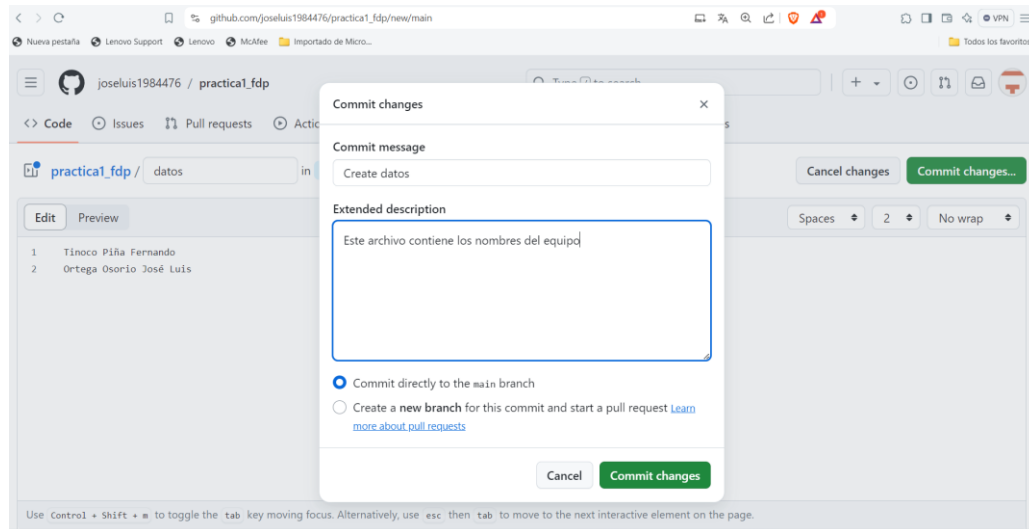 github.com/joseluis1984476/practica1_fdp/new/main
VPN
Nueva pestaña Lenovo Support Lenovo McAfee Importado de Micro...
Todos los favoritos
joseluis1984476 / practica1_fdp
Type / to search
Commit changes
<> Code Issues Pull requests
Commit message
practica1_fdp / datos in
Create datos
Cancel changes Commit changes...
Extended description
Edit Preview
Spaces 2 No wrap
Este archivo contiene los nombres del equipo
1 Tinoco Piña Fernando
2 Ortega Osorio José Luis
Commit directly to the main branch
Create a new branch for this commit and start a pull request Learn
more about pull requests
Cancel Commit changes
Use Control + Shift + m to toggle the tab key moving focus. Alternatively, use esc then tab to move to the next interactive element on the page.